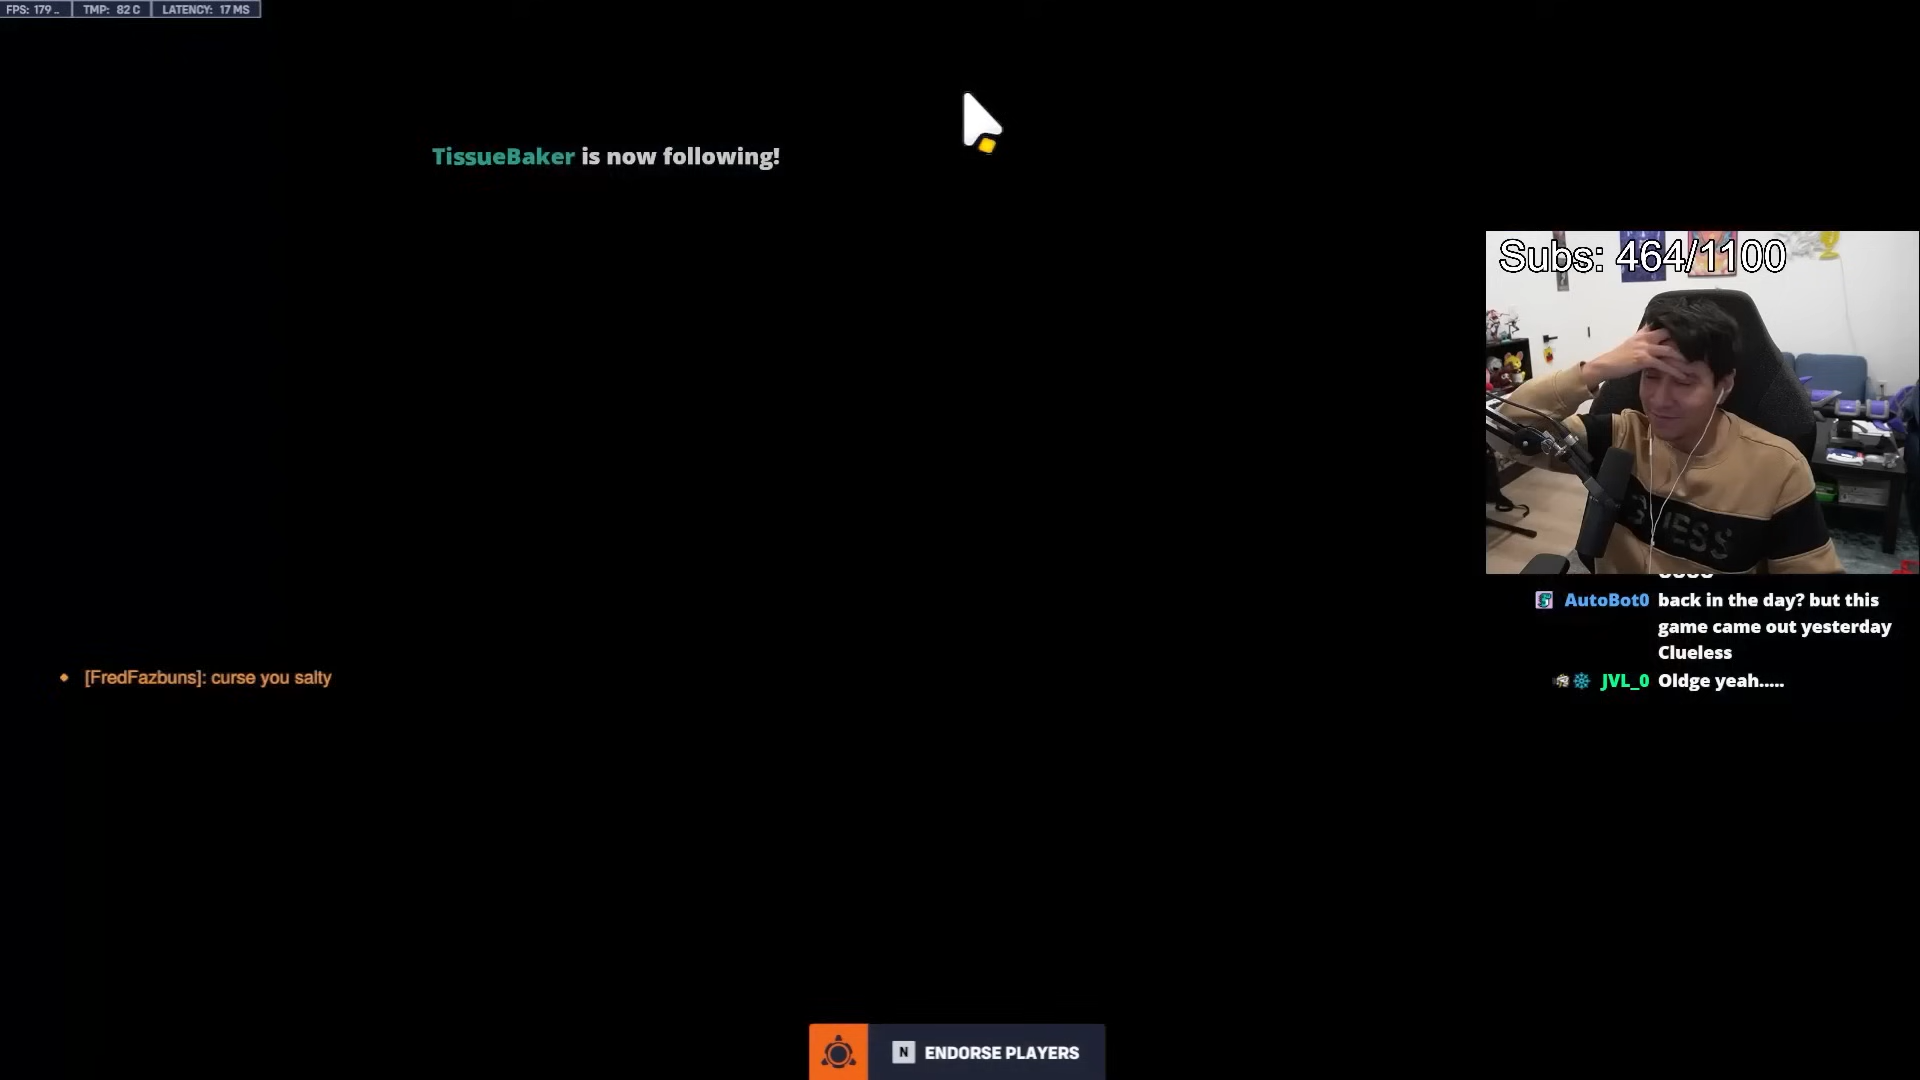 FPS: 179 ..
TMP: 82 C
LATENCY: 17 MS
TissueBaker is now following!
Subs: 464/1100
AutoBot0 back in the day? but this
game came out yesterday
Clueless
JVL_0 Oldge yeah.....
[FredFazbuns]: curse you salty
N ENDORSE PLAYERS